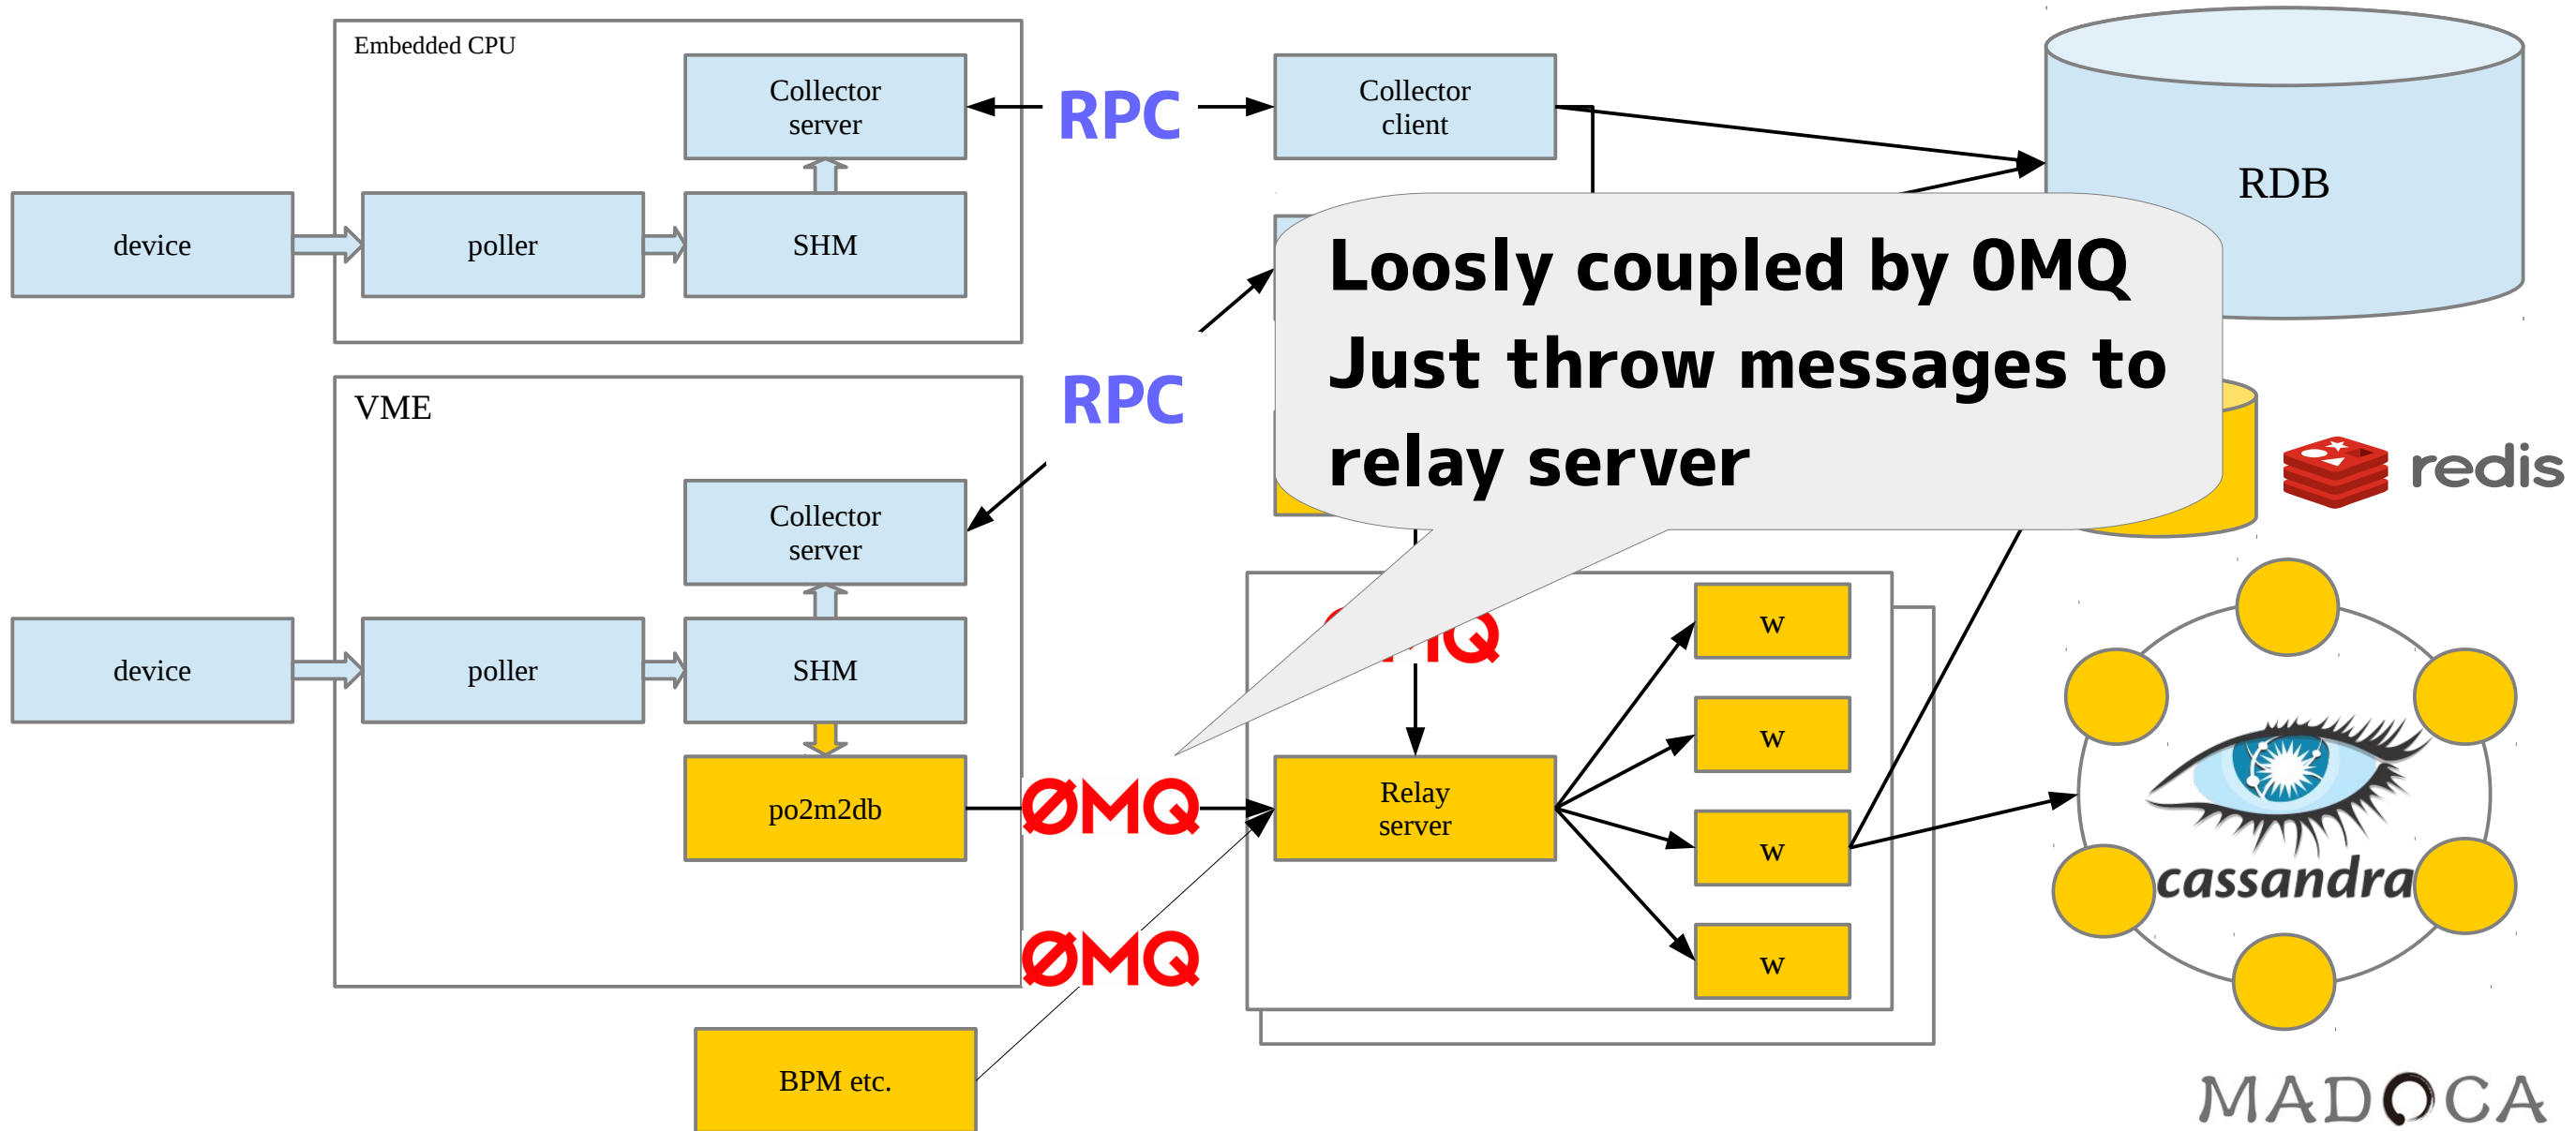 Embedded CPU
Collector
server
RPC
Collector
client
RDB
device
poller
SHM
Loosly coupled by 0MQ
Just throw messages to
relay server
VME
RPC
redis
Collector
server
device
poller
SHM
w
w
po2m2db
ØMQ
Relay
server
w
cassandra
ØMQ
w
BPM etc.
MADOCA